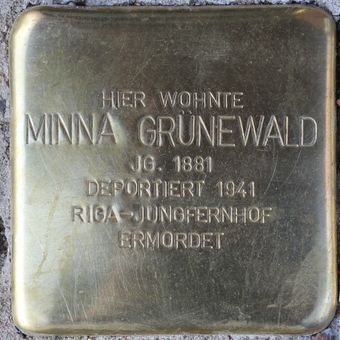 HIER WOHNTE
MINNA GRÜNEWALD
JG. 1881
DEPORTIERT 1941
RIGA-JUNGFERNHOF
ERMORDET